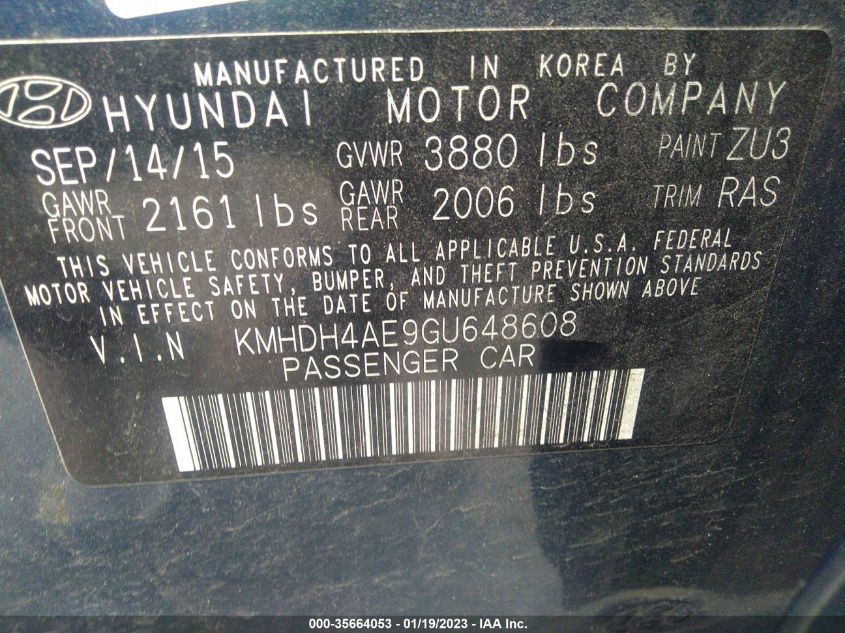 MANUFACTURED IN KOREA BY
HYUNDAI MOTOR COMPANY
SEP/14/15 GVWR 3880 lbs PAINT ZU3
GAWR FRONT 2161 lbs GAWR REAR 2006 lbs TRIM RAS
THIS VEHICLE CONFORMS TO ALL APPLICABLE U.S.A. FEDERAL
MOTOR VEHICLE SAFETY, BUMPER, AND THEFT PREVENTION STANDARDS
IN EFFECT ON THE DATE OF MANUFACTURE SHOWN ABOVE
V.I.N KMHDH4AE9GU648608
PASSENGER CAR
000-35664053 - 01/19/2023 - IAA Inc.